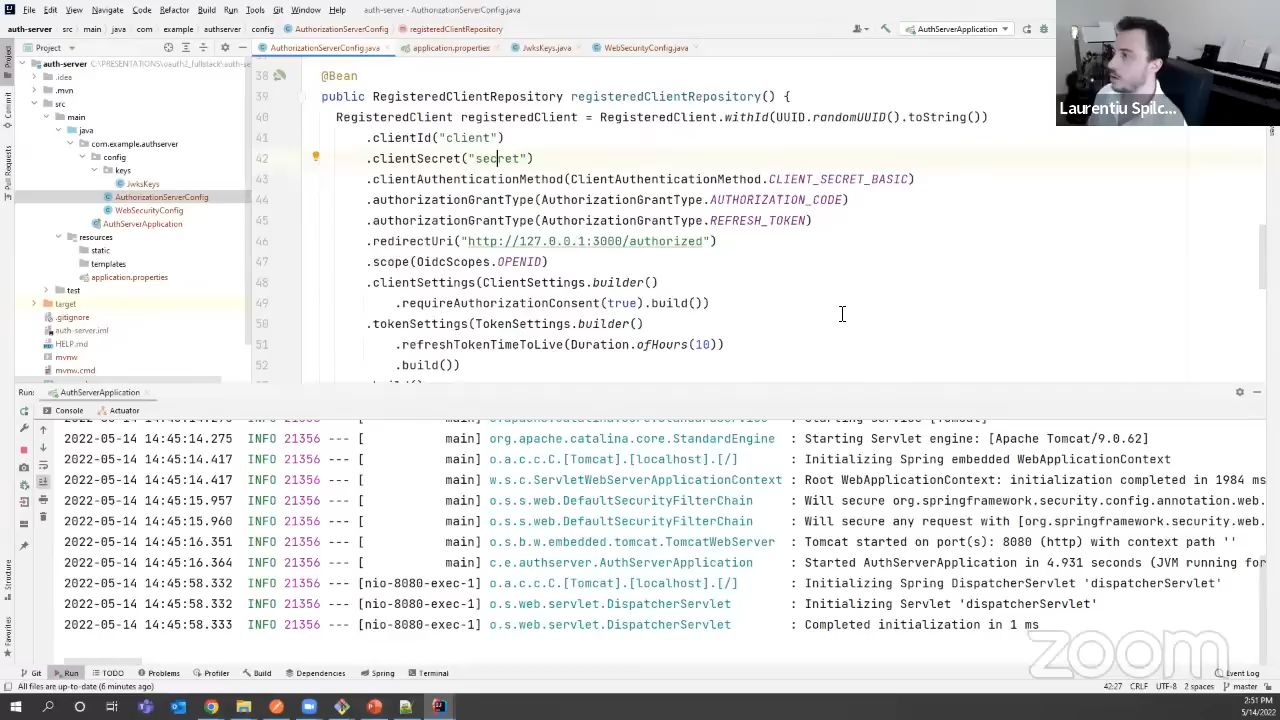 File Edit View Navigate Code Refactor Build Run Tools Git Window Help auth-server - AuthorizationServerConfig.java
auth-server src main java com example authserver config AuthorizationServerConfig registeredClientRepository AuthServerApplication
Project
AuthorizationServerConfig.java application.properties JwksKeys.java WebSecurityConfig.java
auth-server C:\PRESENTATIONS\oauth2_fullstack\auth-se
.idea
.mvn
src
main
java
com.example.authserver
config
keys
JwksKeys
AuthorizationServerConfig
WebSecurityConfig
AuthServerApplication
resources
static
templates
application.properties
test
target
.gitignore
auth-server.iml
HELP.md
mvnw
mvnw.cmd
Project
Commit
Pull Requests
Structure
Favorites
38 @Bean
39 public RegisteredClientRepository registeredClientRepository() {
40 RegisteredClient registeredClient = RegisteredClient.withId(UUID.randomUUID().toString())
41 .clientId("client")
42 .clientSecret("secret")
43 .clientAuthenticationMethod(ClientAuthenticationMethod.CLIENT_SECRET_BASIC)
44 .authorizationGrantType(AuthorizationGrantType.AUTHORIZATION_CODE)
45 .authorizationGrantType(AuthorizationGrantType.REFRESH_TOKEN)
46 .redirectUri("http://127.0.0.1:3000/authorized")
47 .scope(OidcScopes.OPENID)
48 .clientSettings(ClientSettings.builder()
49 .requireAuthorizationConsent(true).build())
50 .tokenSettings(TokenSettings.builder()
51 .refreshTokenTimeToLive(Duration.ofHours(10))
52 .build())
Laurentiu Spilc...
Run: AuthServerApplication
Console Actuator
2022-05-14 14:45:14.275 INFO 21356 --- [ main] org.apache.catalina.core.StandardEngine : Starting Servlet engine: [Apache Tomcat/9.0.62]
2022-05-14 14:45:14.417 INFO 21356 --- [ main] o.a.c.c.C.[Tomcat].[localhost].[/] : Initializing Spring embedded WebApplicationContext
2022-05-14 14:45:14.417 INFO 21356 --- [ main] w.s.c.ServletWebServerApplicationContext : Root WebApplicationContext: initialization completed in 1984 ms
2022-05-14 14:45:15.957 INFO 21356 --- [ main] o.s.s.web.DefaultSecurityFilterChain : Will secure org.springframework.security.config.annotation.web.
2022-05-14 14:45:15.960 INFO 21356 --- [ main] o.s.s.web.DefaultSecurityFilterChain : Will secure any request with [org.springframework.security.web.
2022-05-14 14:45:16.351 INFO 21356 --- [ main] o.s.b.w.embedded.tomcat.TomcatWebServer : Tomcat started on port(s): 8080 (http) with context path ''
2022-05-14 14:45:16.364 INFO 21356 --- [ main] c.e.authserver.AuthServerApplication : Started AuthServerApplication in 4.931 seconds (JVM running for
2022-05-14 14:45:58.332 INFO 21356 --- [nio-8080-exec-1] o.a.c.c.C.[Tomcat].[localhost].[/] : Initializing Spring DispatcherServlet 'dispatcherServlet'
2022-05-14 14:45:58.332 INFO 21356 --- [nio-8080-exec-1] o.s.web.servlet.DispatcherServlet : Initializing Servlet 'dispatcherServlet'
2022-05-14 14:45:58.333 INFO 21356 --- [nio-8080-exec-1] o.s.web.servlet.DispatcherServlet : Completed initialization in 1 ms
zoom
Git Run TODO Problems Profiler Build Dependencies Spring Terminal Event Log
All files are up-to-date (6 minutes ago) 42:27 CRLF UTF-8 2 spaces master
2:51 PM
5/14/2022